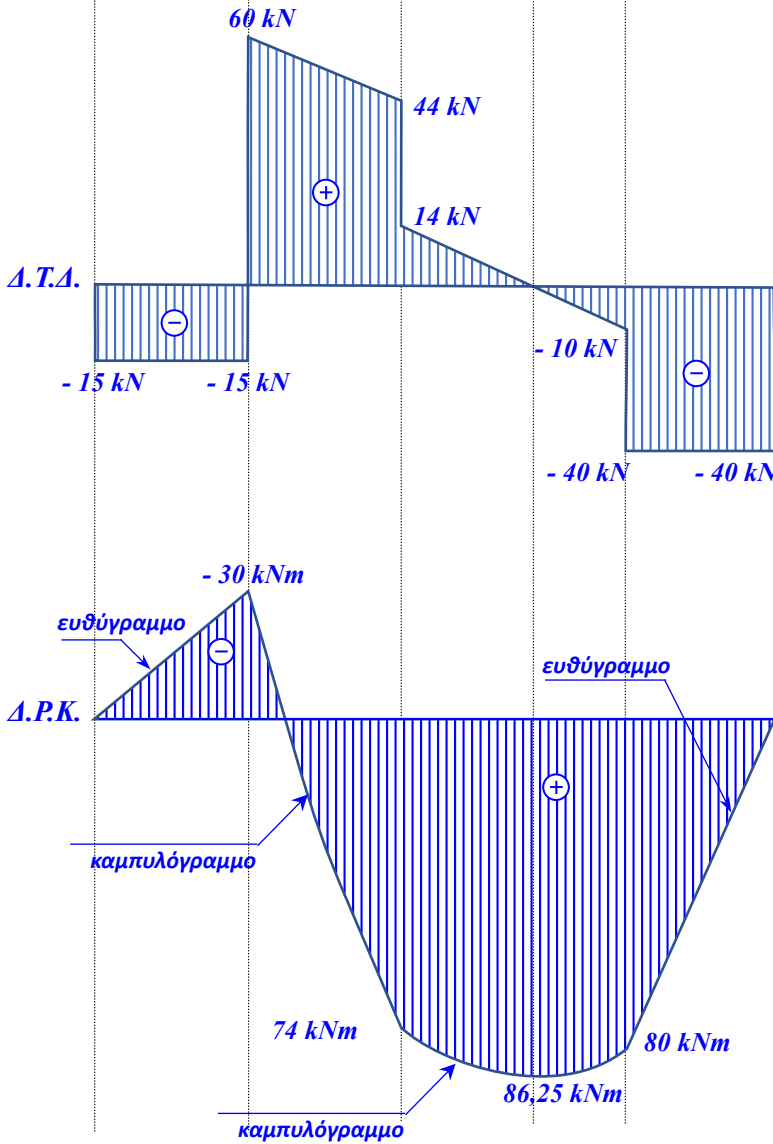 60 kN
44 kN
+
14 kN
Δ.Τ.Δ.
−
- 10 kN
−
- 15 kN
- 15 kN
- 40 kN
- 40 kN
- 30 kNm
ευθύγραμμο
−
ευθύγραμμο
Δ.Ρ.Κ.
+
καμπυλόγραμμο
74 kNm
80 kNm
86,25 kNm
καμπυλόγραμμο